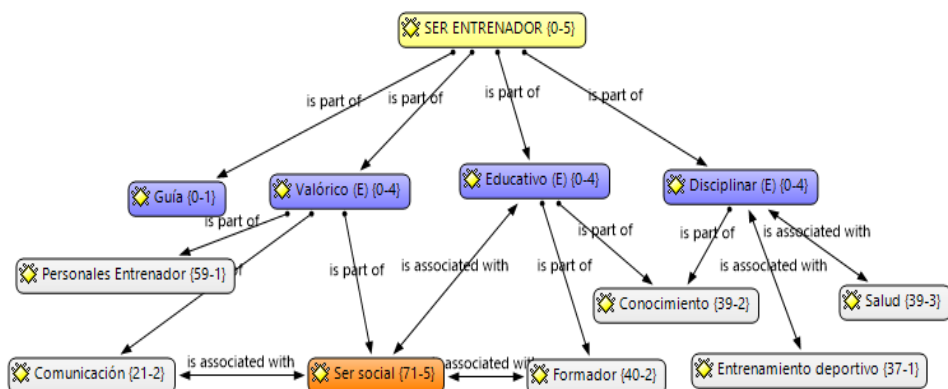 SER ENTRENADOR {0-5}
is part of
is part of
is part of
is part of
Guía {0-1}
Valórico (E) {0-4}
Educativo (E) {0-4}
Disciplinar (E) {0-4}
is part of
is part of
is part of
is associated with
Personales Entrenador {59-1}
is part of
is associated with
is part of
is associated with
Conocimiento {39-2}
Salud {39-3}
is associated with
associated with
Comunicación {21-2}
Ser social {71-5}
Formador {40-2}
Entrenamiento deportivo {37-1}